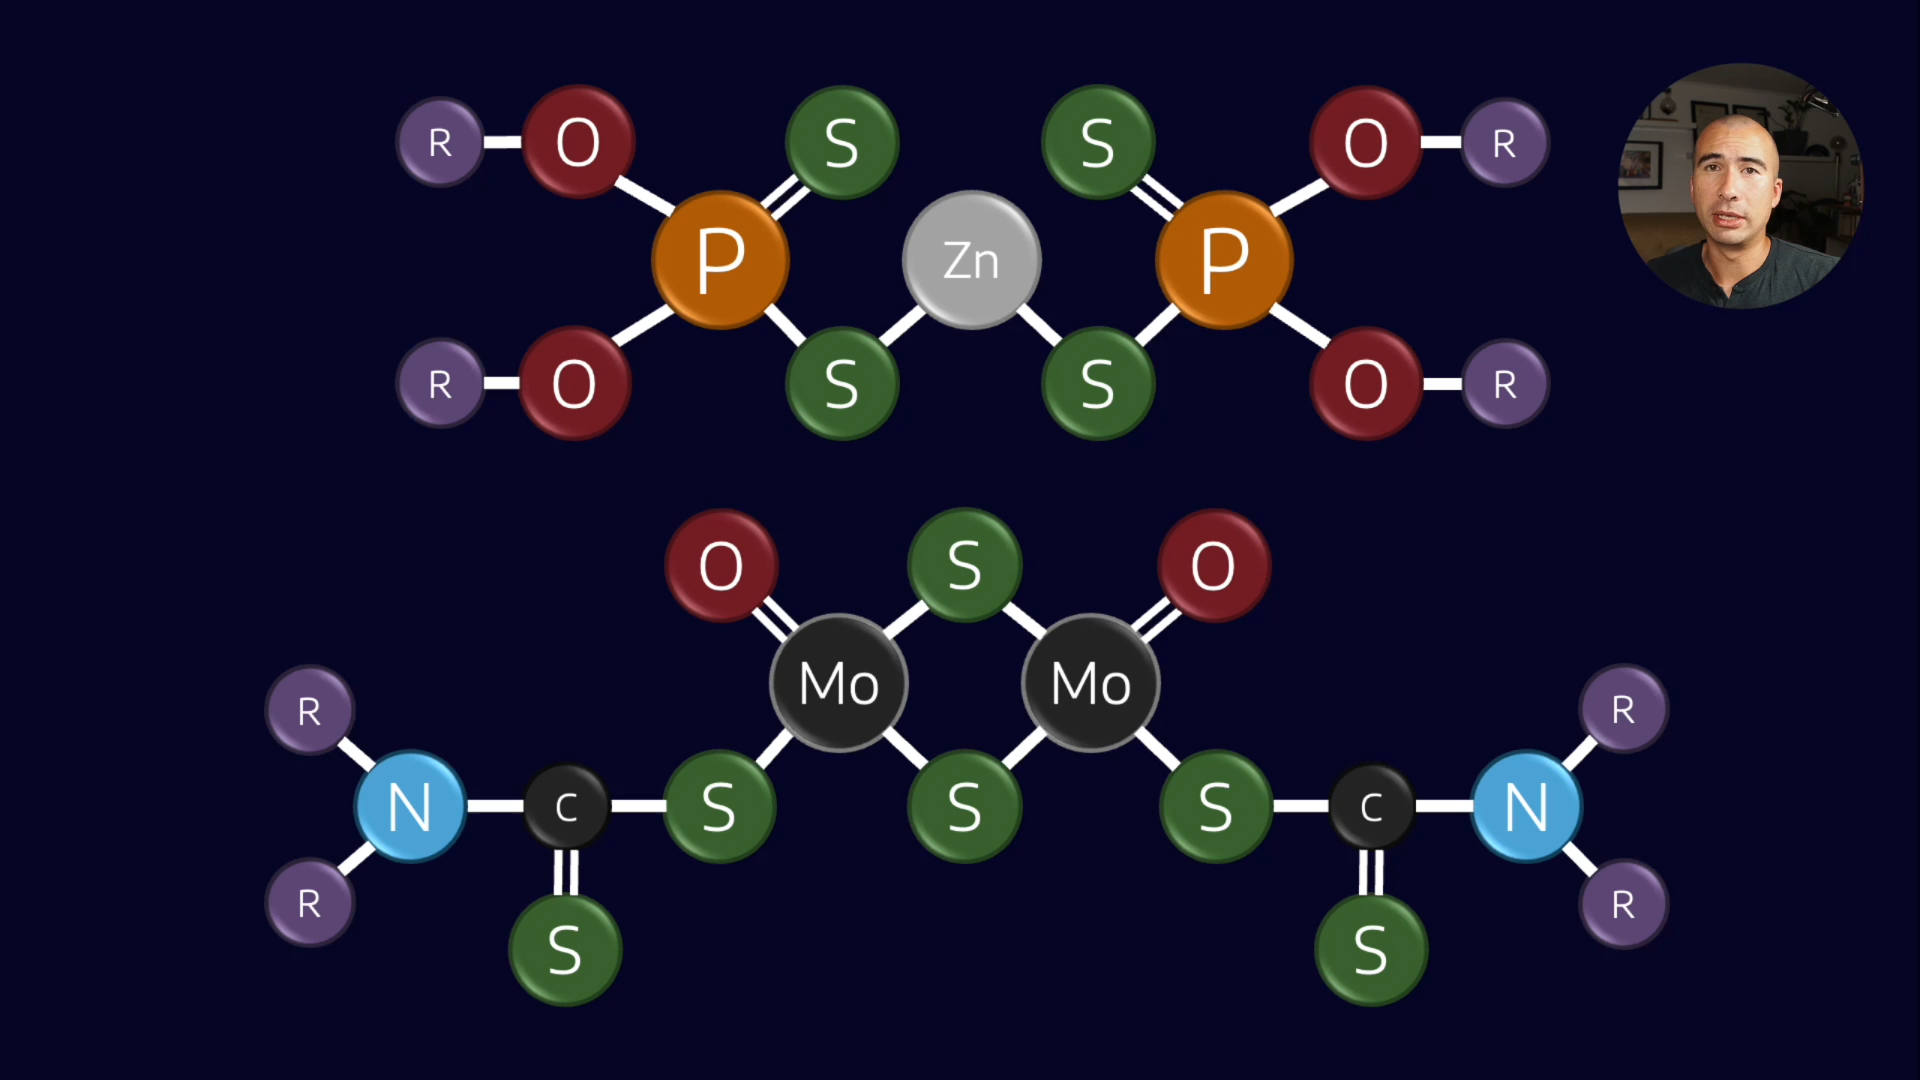 R O S S O R
P Zn P
R O S S O R
O S O
Mo Mo
R R
N C S S S C N
R R
S S